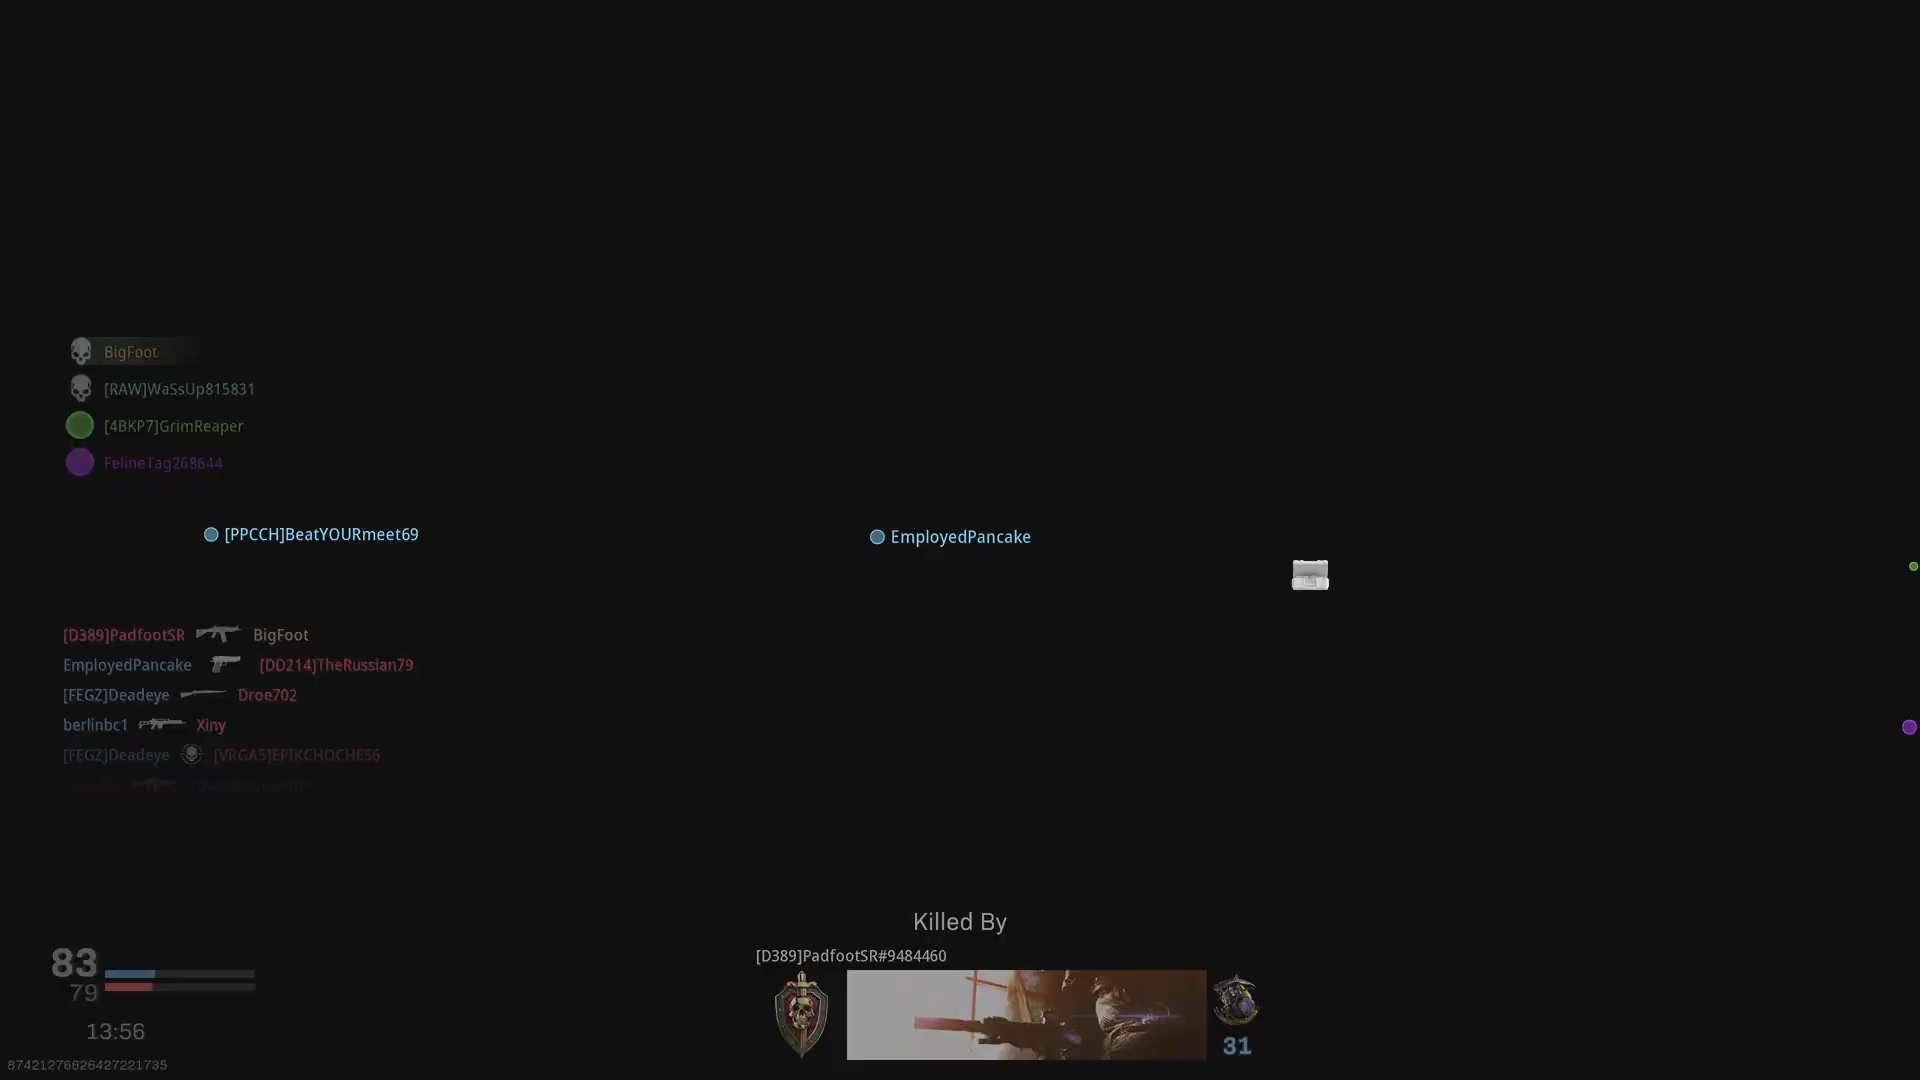 BigFoot
[RAW]WaSsUp815831
[4BKP7]GrimReaper
FelineTag268644
[PPCCH]BeatYOURmeet69
EmployedPancake
[D389]PadfootSR BigFoot
EmployedPancake [DD214]TheRussian79
[FEGZ]Deadeye Droe702
berlinbc1 Xiny
[FEGZ]Deadeye [VRGA5]EPIKCHOCHE56
Killed By
[D389]PadfootSR#9484460
83
79
13:56
31
87421276626427221735